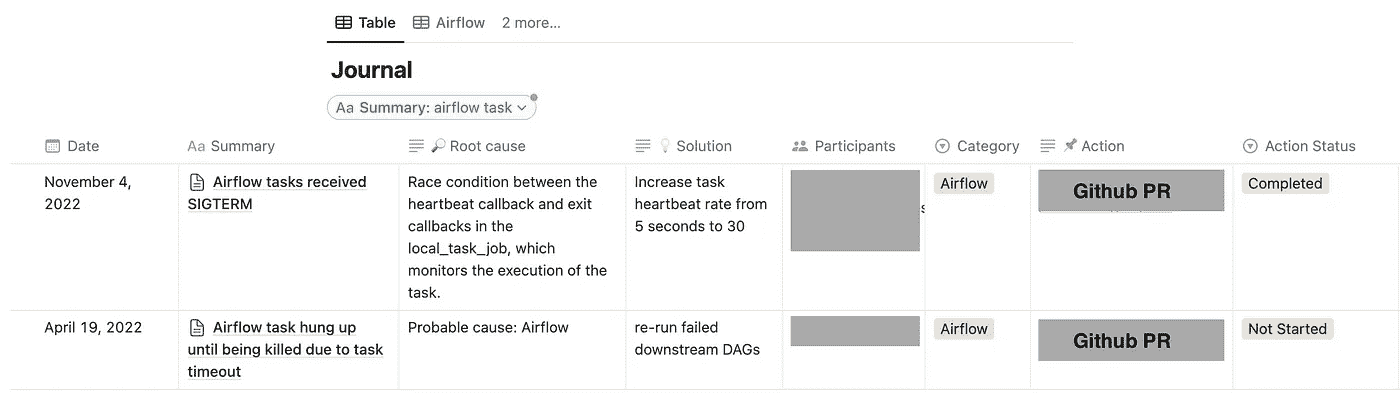 Table Airflow 2 more...
Journal
Aa Summary: airflow task
Date Aa Summary Root cause Solution Participants Category Action Action Status
November 4,
2022
Airflow tasks received
SIGTERM
Race condition between the
heartbeat callback and exit
callbacks in the
local_task_job, which
monitors the execution of the
task.
Increase task
heartbeat rate from
5 seconds to 30
Airflow
Github PR
Completed
April 19, 2022
Airflow task hung up
until being killed due to task
timeout
Probable cause: Airflow
re-run failed
downstream DAGs
Airflow
Github PR
Not Started